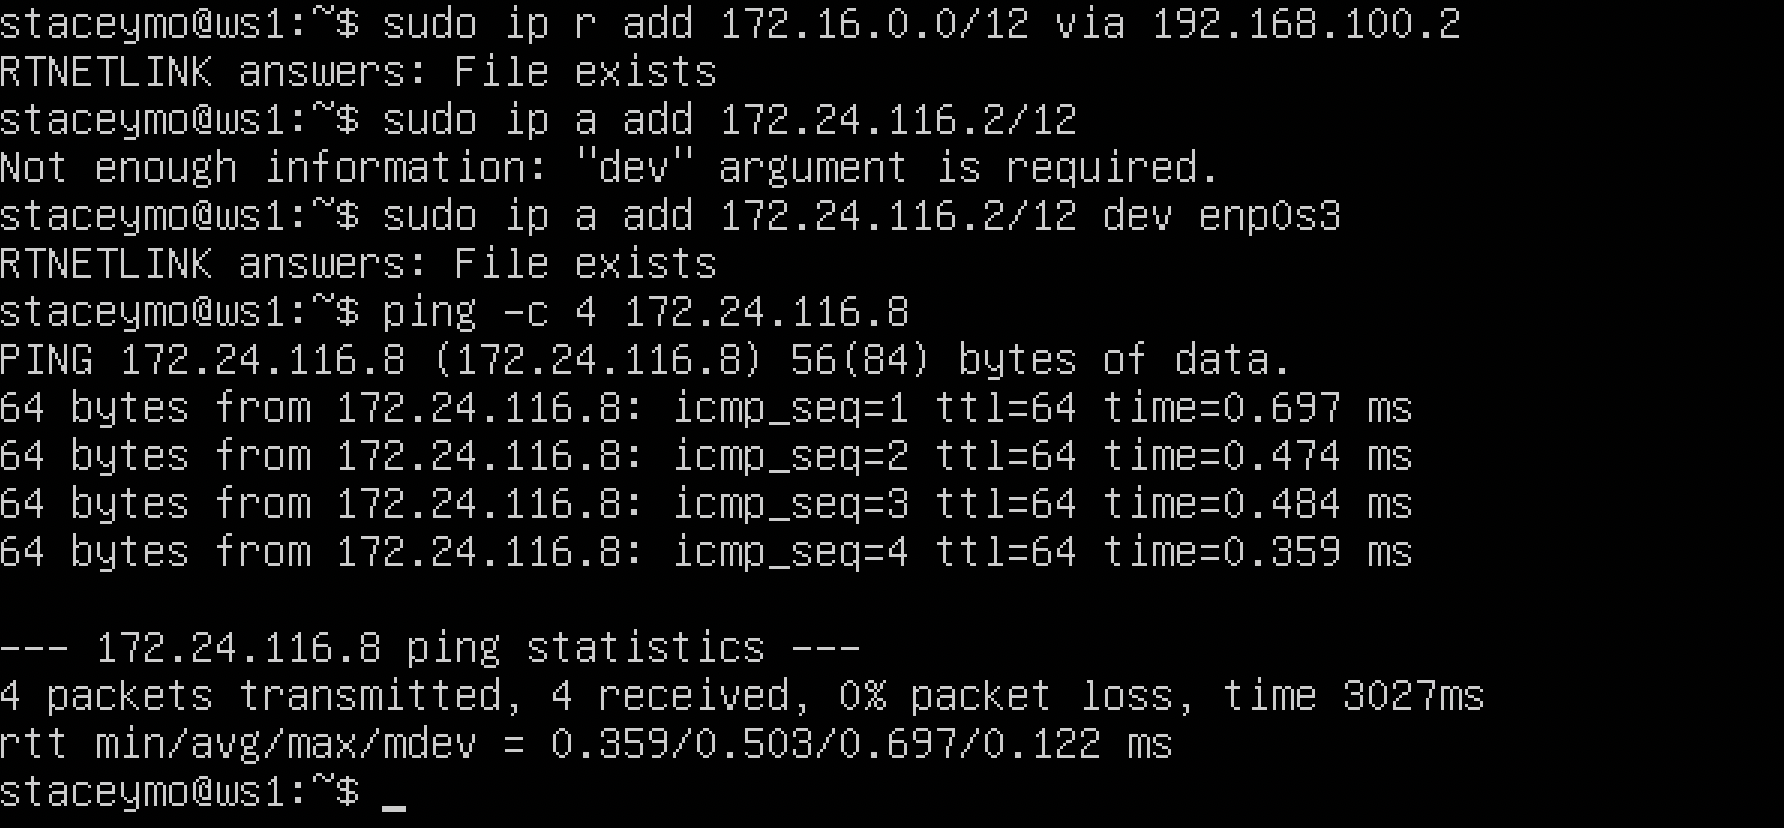 staceymo@ws1:~$ sudo ip r add 172.16.0.0/12 via 192.168.100.2
RTNETLINK answers: File exists
staceymo@ws1:~$ sudo ip a add 172.24.116.2/12
Not enough information: "dev" argument is required.
staceymo@ws1:~$ sudo ip a add 172.24.116.2/12 dev enp0s3
RTNETLINK answers: File exists
staceymo@ws1:~$ ping -c 4 172.24.116.8
PING 172.24.116.8 (172.24.116.8) 56(84) bytes of data.
64 bytes from 172.24.116.8: icmp_seq=1 ttl=64 time=0.697 ms
64 bytes from 172.24.116.8: icmp_seq=2 ttl=64 time=0.474 ms
64 bytes from 172.24.116.8: icmp_seq=3 ttl=64 time=0.484 ms
64 bytes from 172.24.116.8: icmp_seq=4 ttl=64 time=0.359 ms
--- 172.24.116.8 ping statistics ---
4 packets transmitted, 4 received, 0% packet loss, time 3027ms
rtt min/avg/max/mdev = 0.359/0.503/0.697/0.122 ms
staceymo@ws1:~$ _